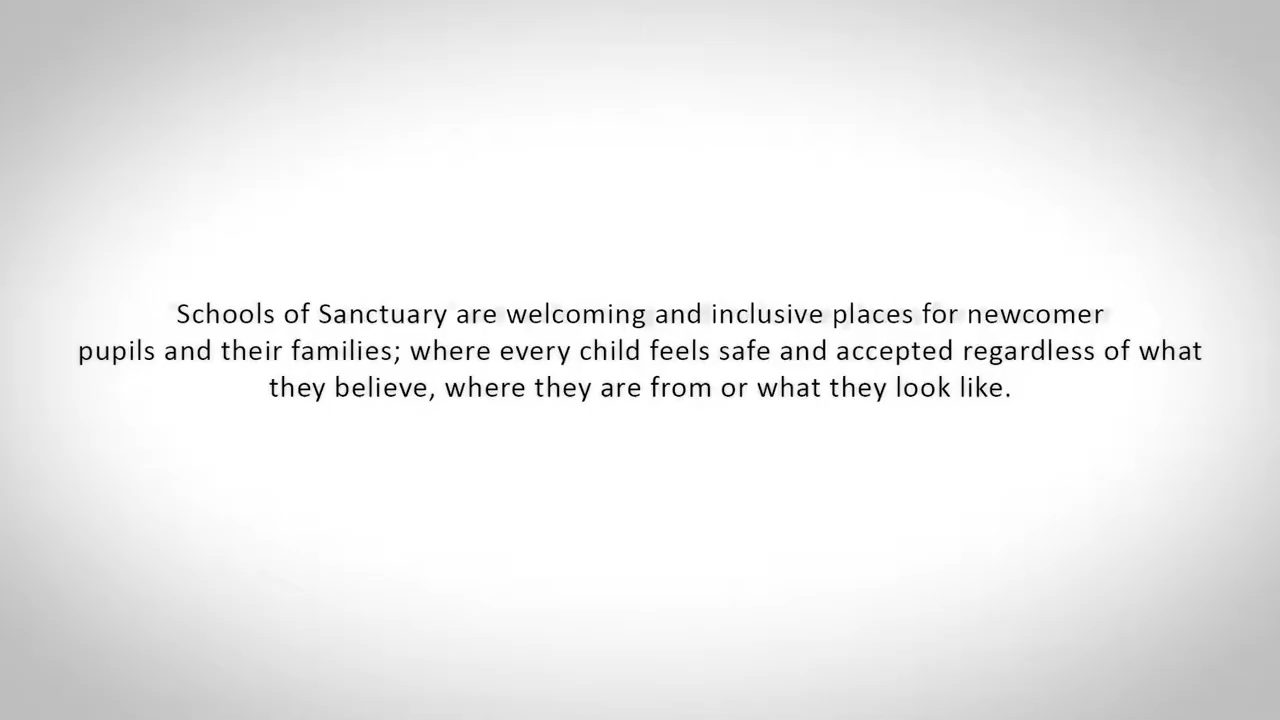 Schools of Sanctuary are welcoming and inclusive places for newcomer
pupils and their families; where every child feels safe and accepted regardless of what
they believe, where they are from or what they look like.